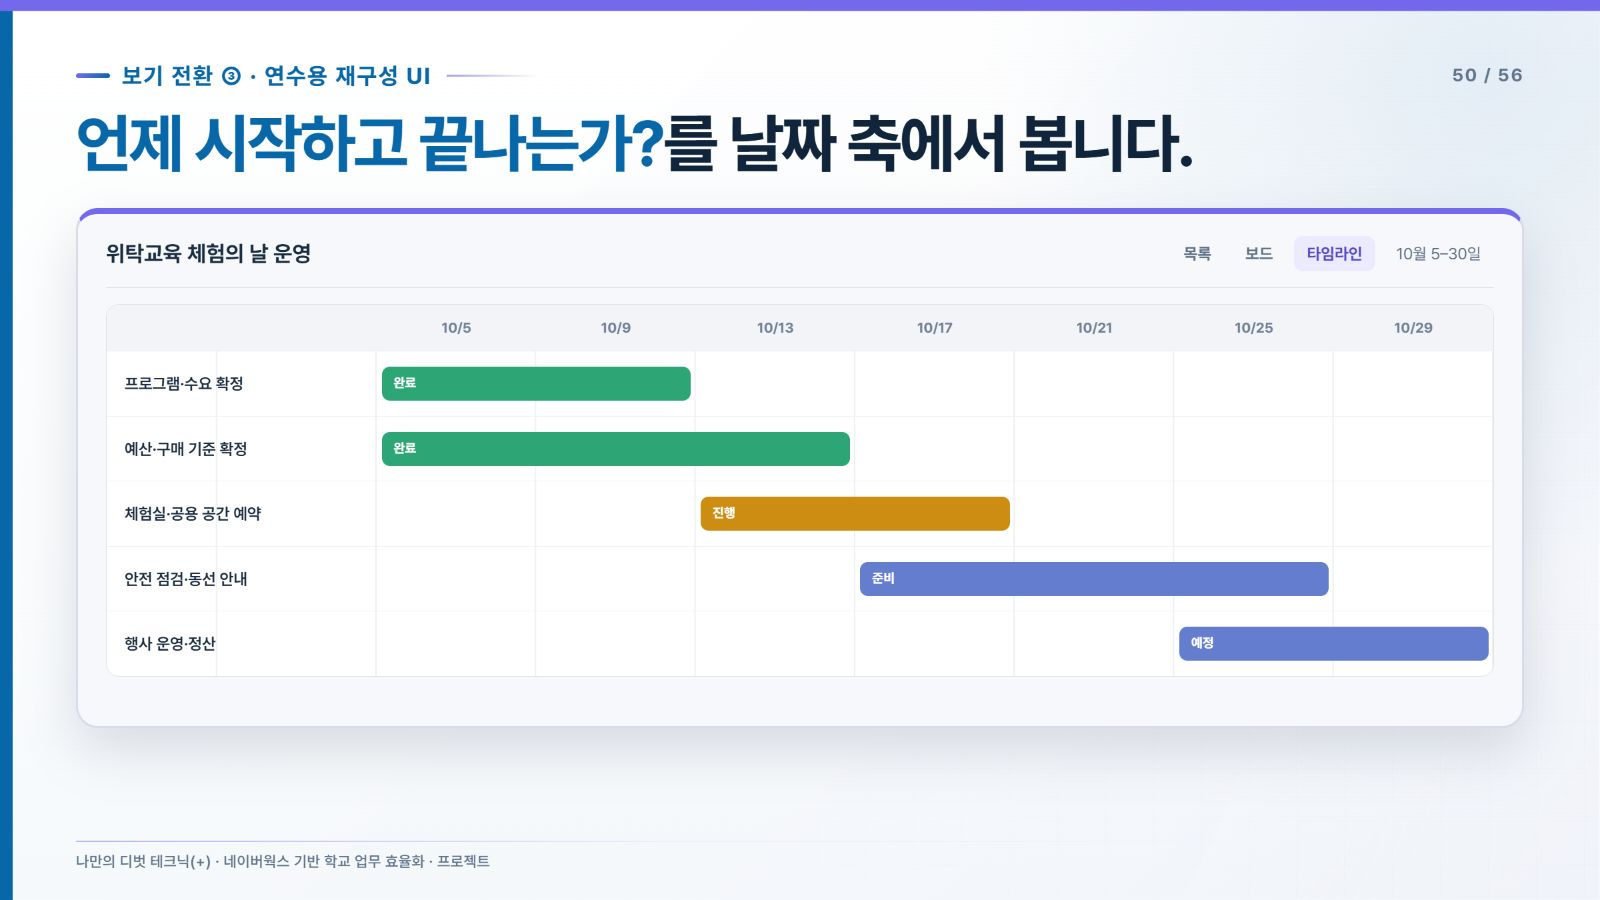 보기 전환 ③ · 연수용 재구성 UI
50 / 56
언제 시작하고 끝나는가?를 날짜 축에서 봅니다.
위탁교육 체험의 날 운영
목록 보드 타임라인 10월 5–30일
10/5 10/9 10/13 10/17 10/21 10/25 10/29
프로그램·수요 확정 완료
예산·구매 기준 확정 완료
체험실·공용 공간 예약 진행
안전 점검·동선 안내 준비
행사 운영·정산 예정
나만의 디벗 테크닉(+) · 네이버웍스 기반 학교 업무 효율화 · 프로젝트